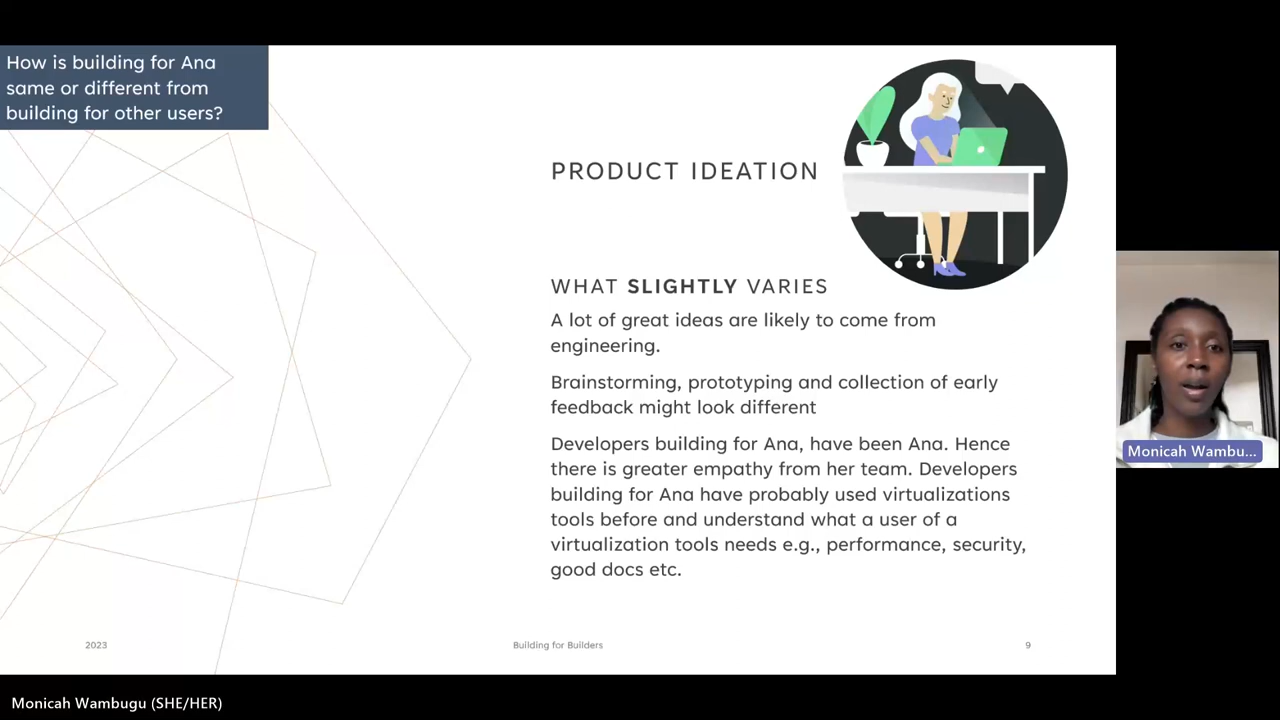 How is building for Ana
same or different from
building for other users?
PRODUCT IDEATION
WHAT SLIGHTLY VARIES
A lot of great ideas are likely to come from
engineering.
Brainstorming, prototyping and collection of early
feedback might look different
Developers building for Ana, have been Ana. Hence
there is greater empathy from her team. Developers
building for Ana have probably used virtualizations
tools before and understand what a user of a
virtualization tools needs e.g., performance, security,
good docs etc.
2023
Building for Builders
9
Monicah Wambu...
Monicah Wambugu (SHE/HER)